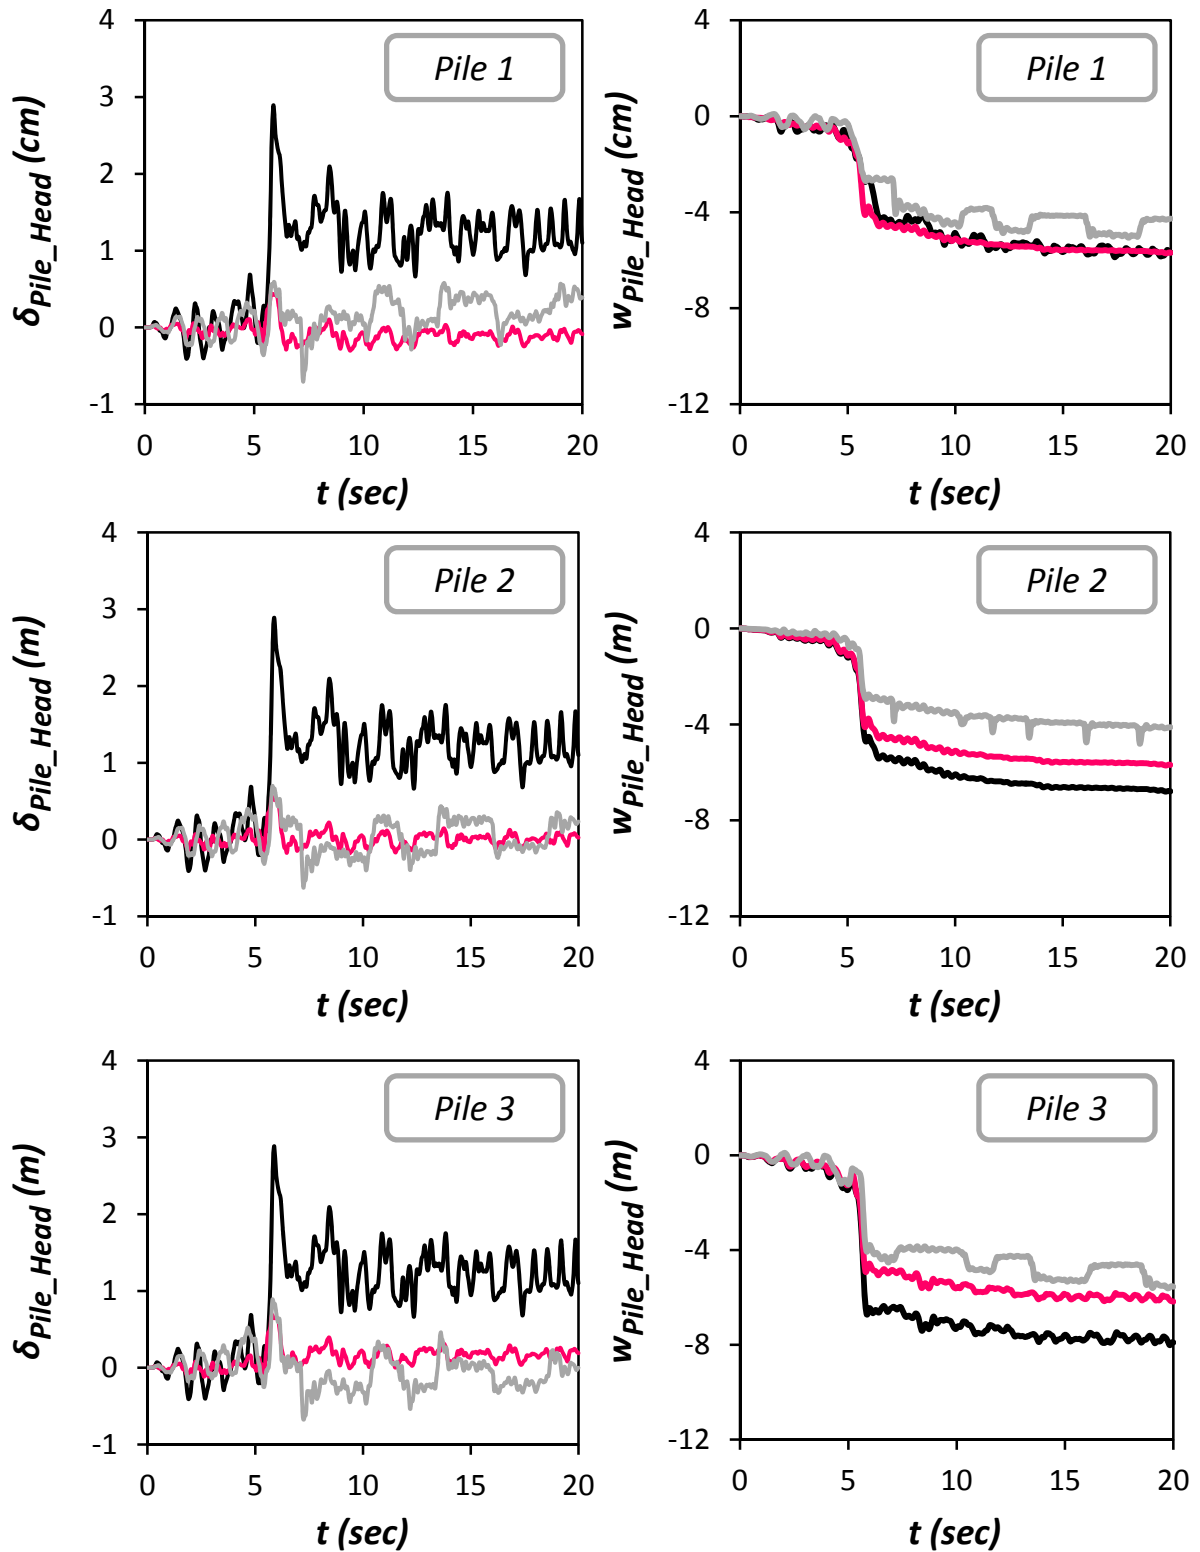 4
3
2
1
0
-1
0 5 10 15 20
δPile_Head (cm)
t (sec)
Pile 1
4
0
-4
-8
-12
0 5 10 15 20
wPile_Head (cm)
t (sec)
Pile 1
4
3
2
1
0
-1
0 5 10 15 20
δPile_Head (m)
t (sec)
Pile 2
4
0
-4
-8
-12
0 5 10 15 20
wPile_Head (m)
t (sec)
Pile 2
4
3
2
1
0
-1
0 5 10 15 20
δPile_Head (m)
t (sec)
Pile 3
4
0
-4
-8
-12
0 5 10 15 20
wPile_Head (m)
t (sec)
Pile 3